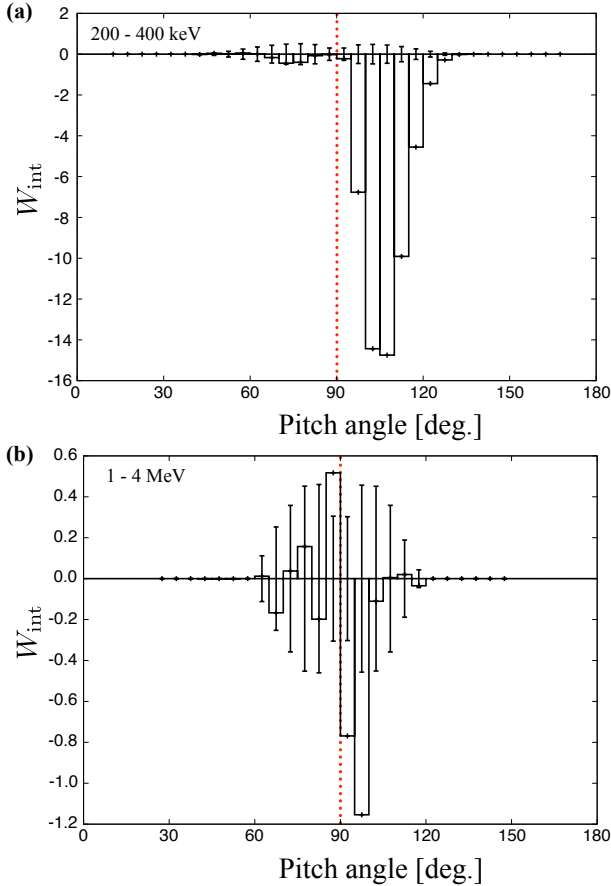 (a)
200 - 400 keV
W_int
2
0
-2
-4
-6
-8
-10
-12
-14
-16
0 30 60 90 120 150 180
Pitch angle [deg.]
(b)
1 - 4 MeV
W_int
0.6
0.4
0.2
0.0
-0.2
-0.4
-0.6
-0.8
-1.0
-1.2
0 30 60 90 120 150 180
Pitch angle [deg.]